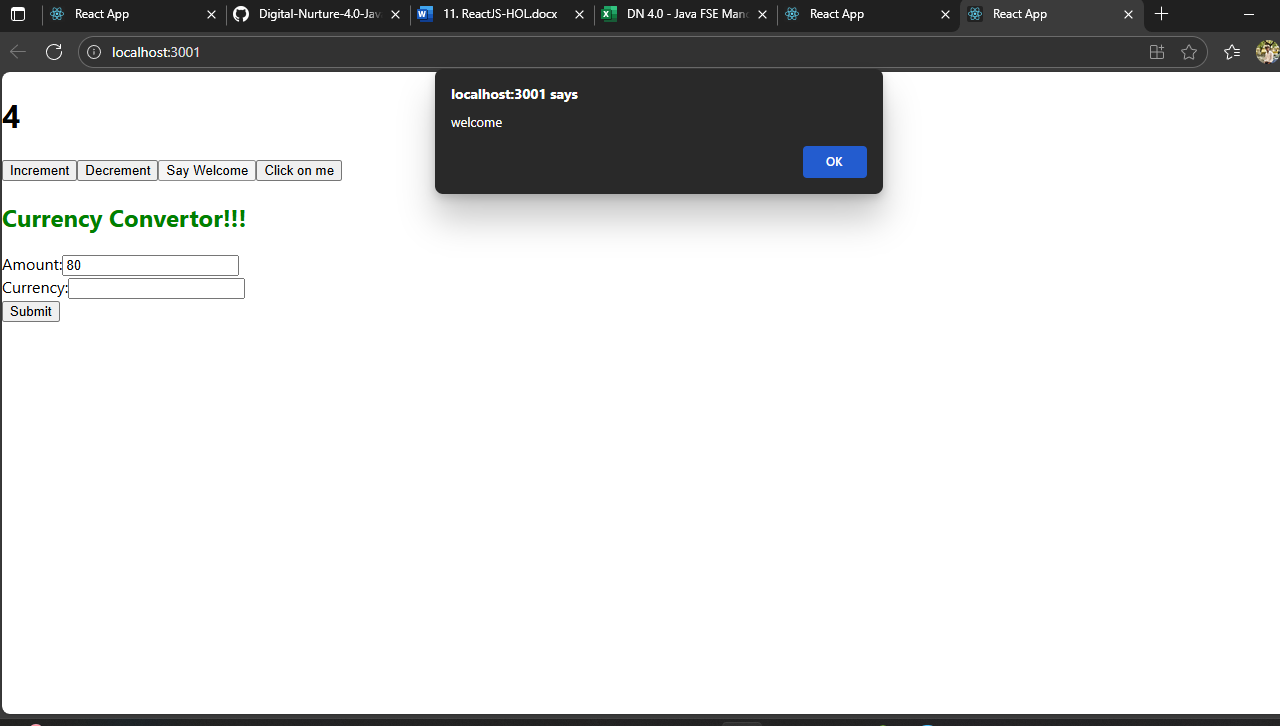 React App
Digital-Nurture-4.0-Jav
11. ReactJS-HOL.docx
DN 4.0 - Java FSE Man
React App
React App
localhost:3001
localhost:3001 says
welcome
OK
4
Increment Decrement Say Welcome Click on me
Currency Convertor!!!
Amount: 80
Currency:
Submit